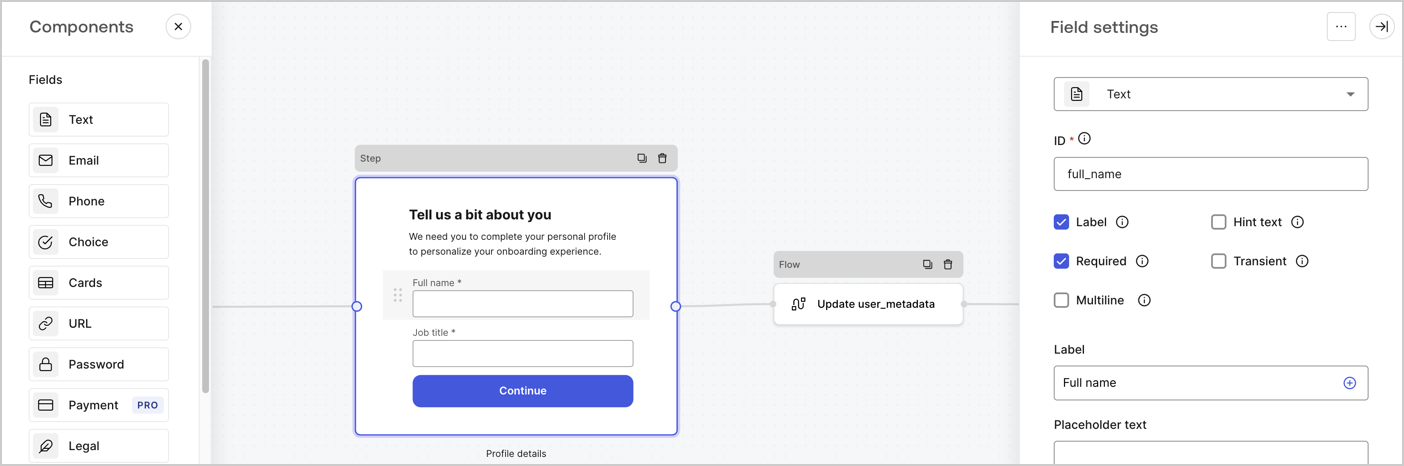 Components
Fields
Text
Email
Phone
Choice
Cards
URL
Password
Payment PRO
Legal
Step
Tell us a bit about you
We need you to complete your personal profile
to personalize your onboarding experience.
Full name *
Job title *
Continue
Profile details
Flow
Update user_metadata
Field settings
Text
ID *
full_name
Label
Hint text
Required
Transient
Multiline
Label
Full name
Placeholder text